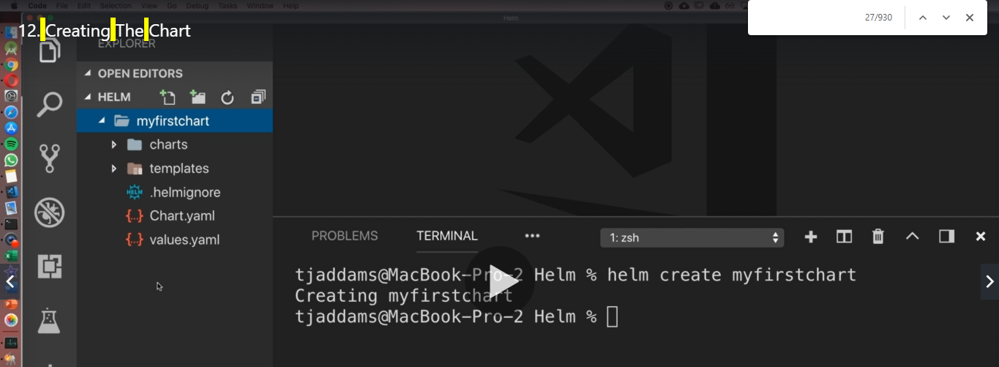 Code File Edit Selection View Go Debug Tasks Window Help
Helm
27/930
12. Creating The Chart
EXPLORER
OPEN EDITORS
HELM
myfirstchart
charts
templates
HELM .helmignore
{..} Chart.yaml
{..} values.yaml
PROBLEMS TERMINAL ••• 1: zsh
tjaddams@MacBook-Pro-2 Helm % helm create myfirstchart
Creating myfirstchart
tjaddams@MacBook-Pro-2 Helm %